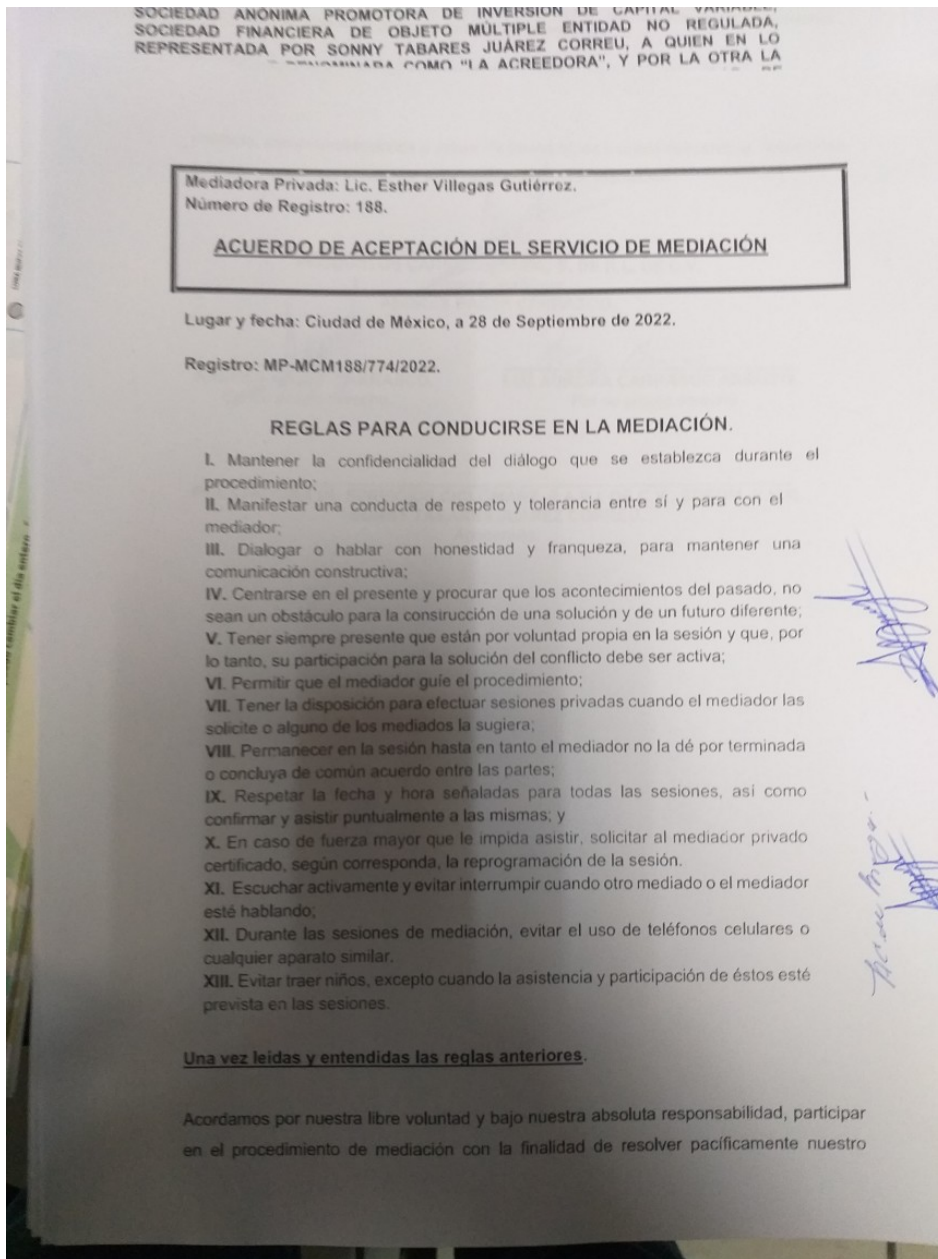 SOCIEDAD ANÓNIMA PROMOTORA DE INVERSIÓN DE CAPITAL VARIABLE,
SOCIEDAD FINANCIERA DE OBJETO MÚLTIPLE ENTIDAD NO REGULADA,
REPRESENTADA POR SONNY TABARES JUÁREZ CORREU, A QUIEN EN LO
DENOMINADA COMO "LA ACREEDORA", Y POR LA OTRA LA
Mediadora Privada: Lic. Esther Villegas Gutiérrez.
Número de Registro: 188.
ACUERDO DE ACEPTACIÓN DEL SERVICIO DE MEDIACIÓN
Lugar y fecha: Ciudad de México, a 28 de Septiembre de 2022.
Registro: MP-MCM188/774/2022.
REGLAS PARA CONDUCIRSE EN LA MEDIACIÓN.
I. Mantener la confidencialidad del diálogo que se establezca durante el
procedimiento;
II. Manifestar una conducta de respeto y tolerancia entre sí y para con el
mediador;
III. Dialogar o hablar con honestidad y franqueza, para mantener una
comunicación constructiva;
IV. Centrarse en el presente y procurar que los acontecimientos del pasado, no
sean un obstáculo para la construcción de una solución y de un futuro diferente;
V. Tener siempre presente que están por voluntad propia en la sesión y que, por
lo tanto, su participación para la solución del conflicto debe ser activa;
VI. Permitir que el mediador guíe el procedimiento;
VII. Tener la disposición para efectuar sesiones privadas cuando el mediador las
solicite o alguno de los mediados la sugiera;
VIII. Permanecer en la sesión hasta en tanto el mediador no la dé por terminada
o concluya de común acuerdo entre las partes;
IX. Respetar la fecha y hora señaladas para todas las sesiones, así como
confirmar y asistir puntualmente a las mismas; y
X. En caso de fuerza mayor que le impida asistir, solicitar al mediador privado
certificado, según corresponda, la reprogramación de la sesión.
XI. Escuchar activamente y evitar interrumpir cuando otro mediado o el mediador
esté hablando;
XII. Durante las sesiones de mediación, evitar el uso de teléfonos celulares o
cualquier aparato similar.
XIII. Evitar traer niños, excepto cuando la asistencia y participación de éstos esté
prevista en las sesiones.
Una vez leídas y entendidas las reglas anteriores.
Acordamos por nuestra libre voluntad y bajo nuestra absoluta responsabilidad, participar
en el procedimiento de mediación con la finalidad de resolver pacíficamente nuestro
cambiar el día entero